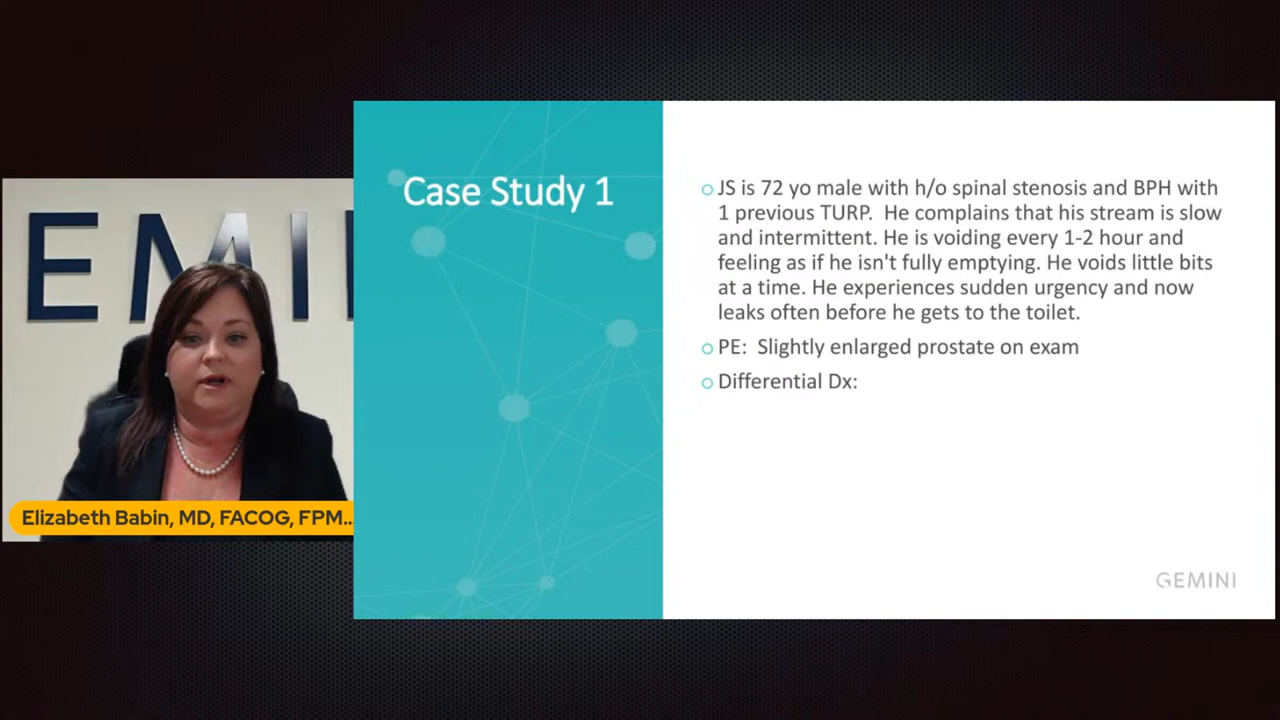 EMI
Elizabeth Babin, MD, FACOG, FPM...
Case Study 1
JS is 72 yo male with h/o spinal stenosis and BPH with
1 previous TURP.  He complains that his stream is slow
and intermittent. He is voiding every 1-2 hour and
feeling as if he isn't fully emptying. He voids little bits
at a time. He experiences sudden urgency and now
leaks often before he gets to the toilet.
PE:  Slightly enlarged prostate on exam
Differential Dx:
GEMINI